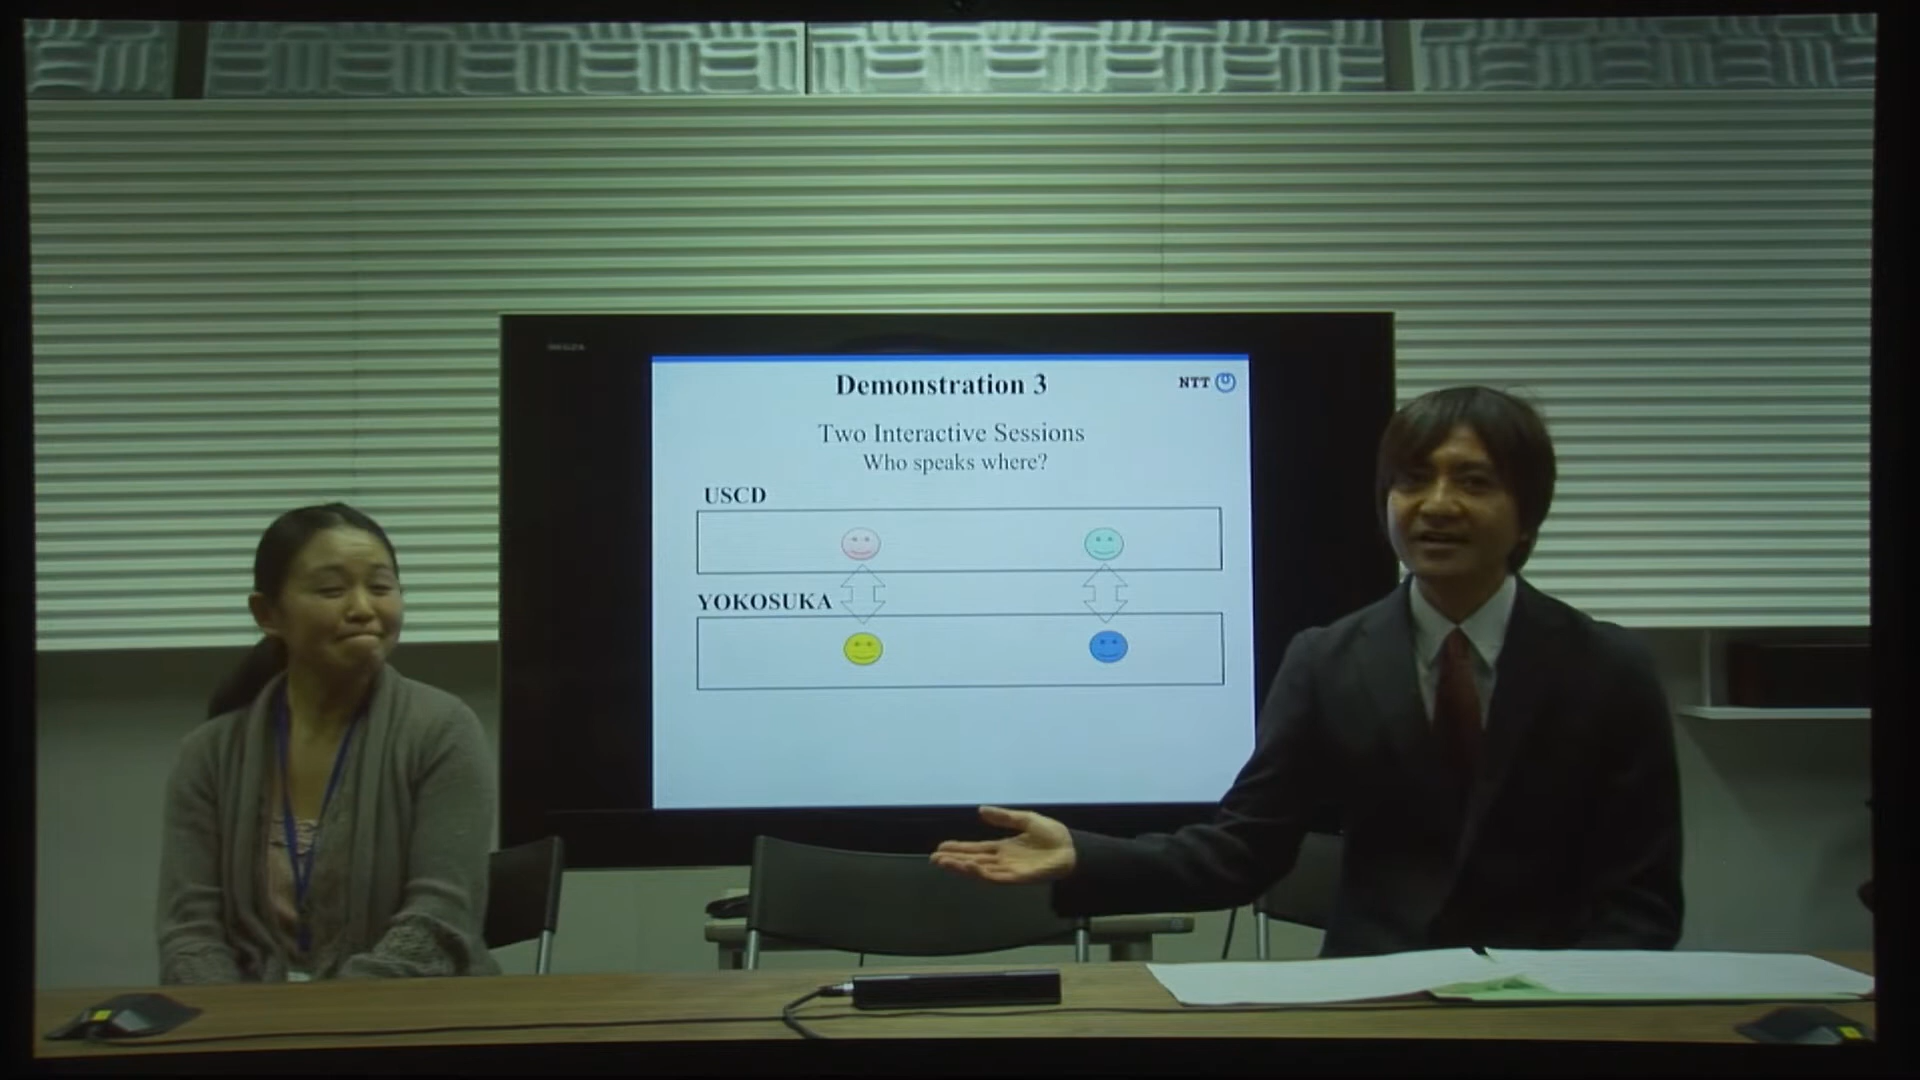 Demonstration 3
NTT
Two Interactive Sessions
Who speaks where?
USCD
YOKOSUKA